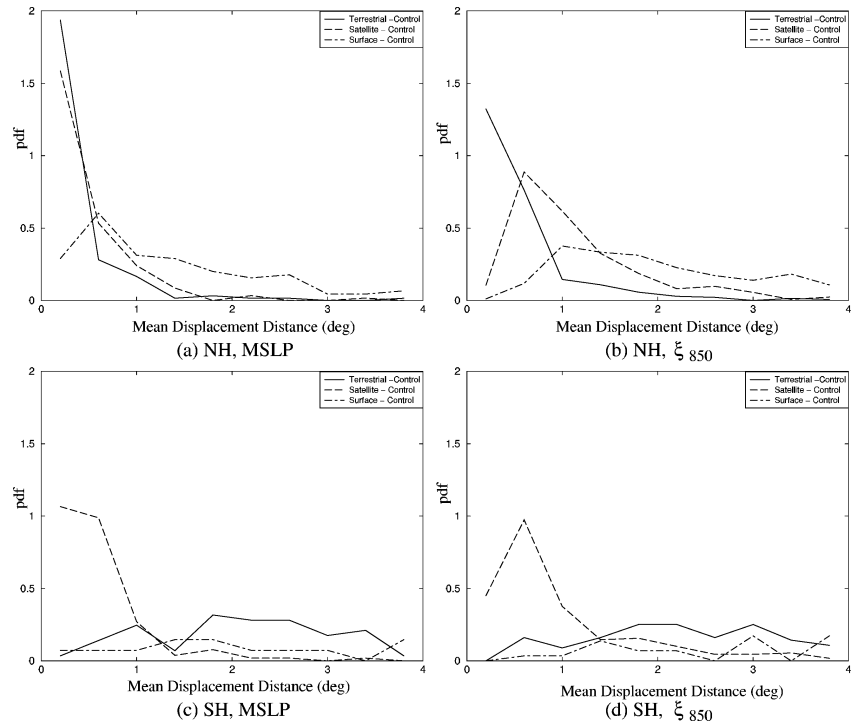 2
1.5
1
0.5
0
0 1 2 3 4
pdf
Mean Displacement Distance (deg)
Terrestrial -Control
Satellite - Control
Surface - Control
(a) NH, MSLP
2
1.5
1
0.5
0
0 1 2 3 4
pdf
Mean Displacement Distance (deg)
Terrestrial -Control
Satellite - Control
Surface - Control
(b) NH, ξ 850
2
1.5
1
0.5
0
0 1 2 3 4
pdf
Mean Displacement Distance (deg)
Terrestrial -Control
Satellite - Control
Surface - Control
(c) SH, MSLP
2
1.5
1
0.5
0
0 1 2 3 4
pdf
Mean Displacement Distance (deg)
Terrestrial -Control
Satellite - Control
Surface - Control
(d) SH, ξ 850